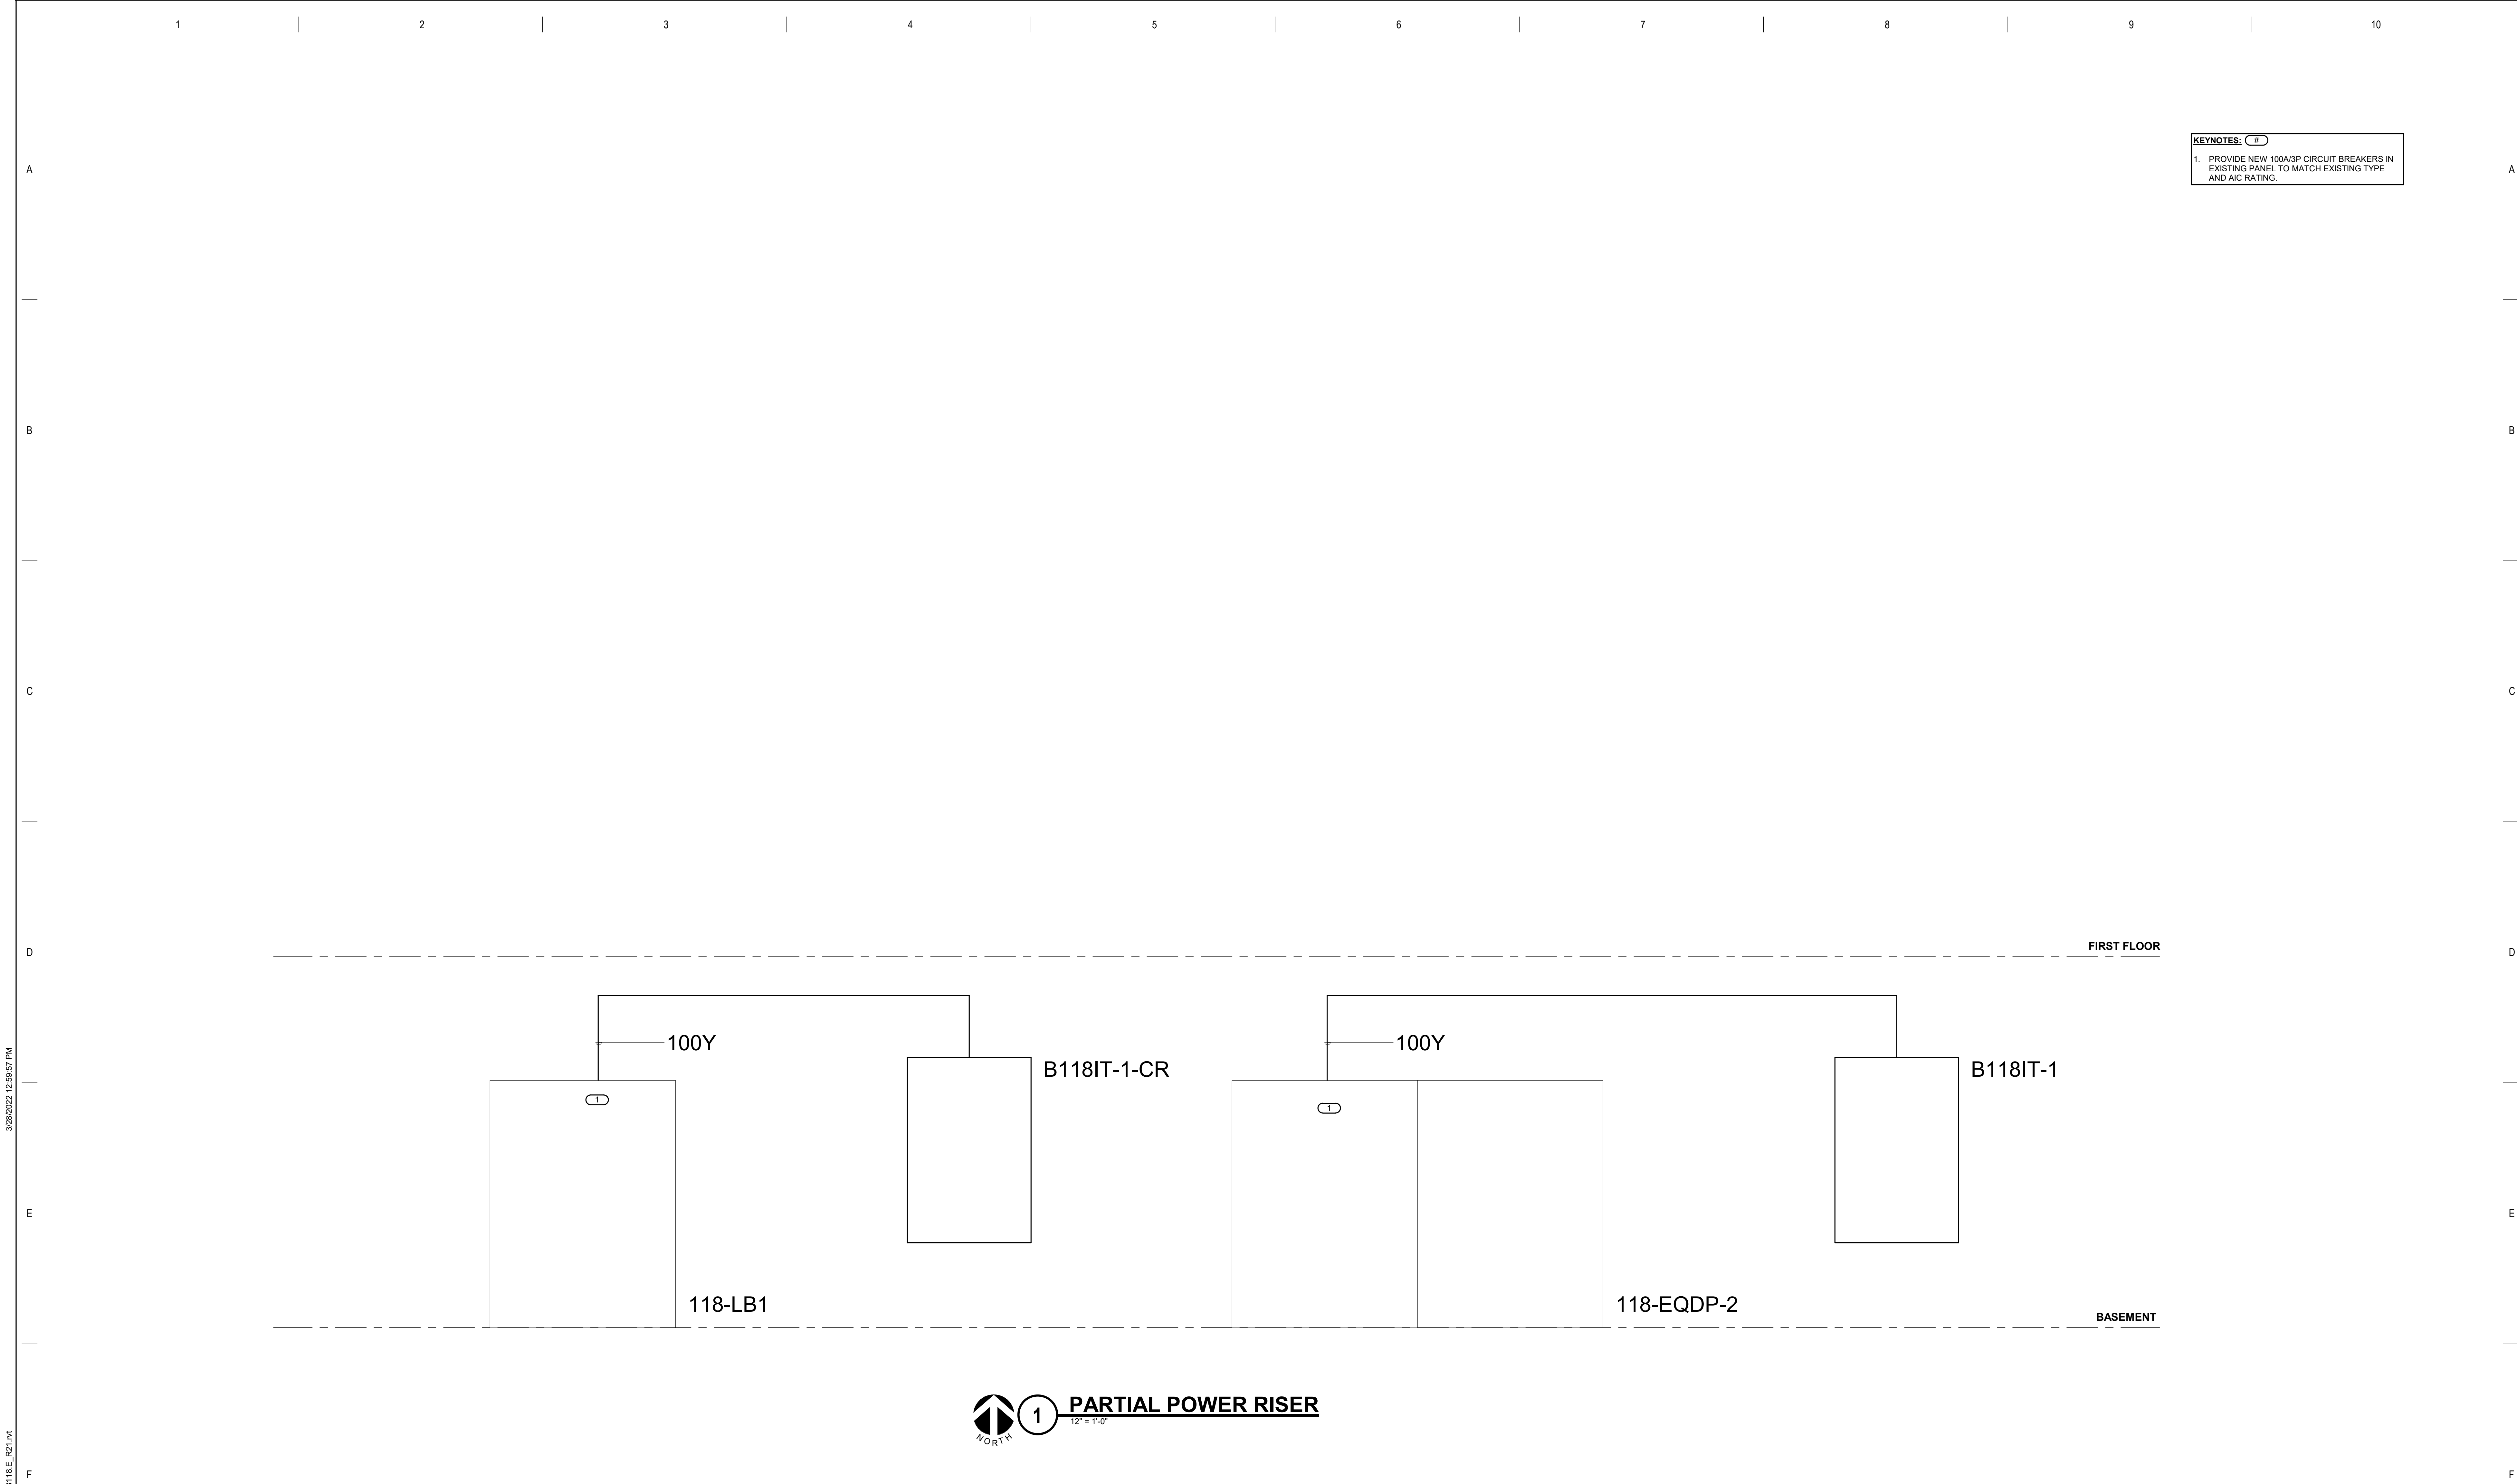 1 2 3 4 5 6 7 8 9 10
KEYNOTES: #
1. PROVIDE NEW 100A/3P CIRCUIT BREAKERS IN
EXISTING PANEL TO MATCH EXISTING TYPE
AND AIC RATING.
A A
B B
C C
D D
FIRST FLOOR
100Y 100Y
B118IT-1-CR B118IT-1
1 1
E E
118-LB1 118-EQDP-2
BASEMENT
1 PARTIAL POWER RISER
12" = 1'-0"
NORTH
F F
3/28/2022 12:59:57 PM
118.E_R21.rvt